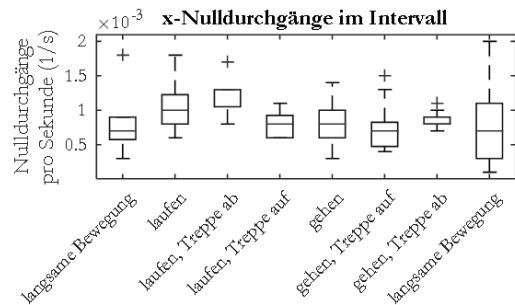 x-Nulldurchgänge im Intervall
·10⁻³
Nulldurchgänge
pro Sekunde (1/s)
2
1.5
1
0.5
langsame Bewegung
laufen
laufen, Treppe ab
laufen, Treppe auf
gehen
gehen, Treppe auf
gehen, Treppe ab
langsame Bewegung